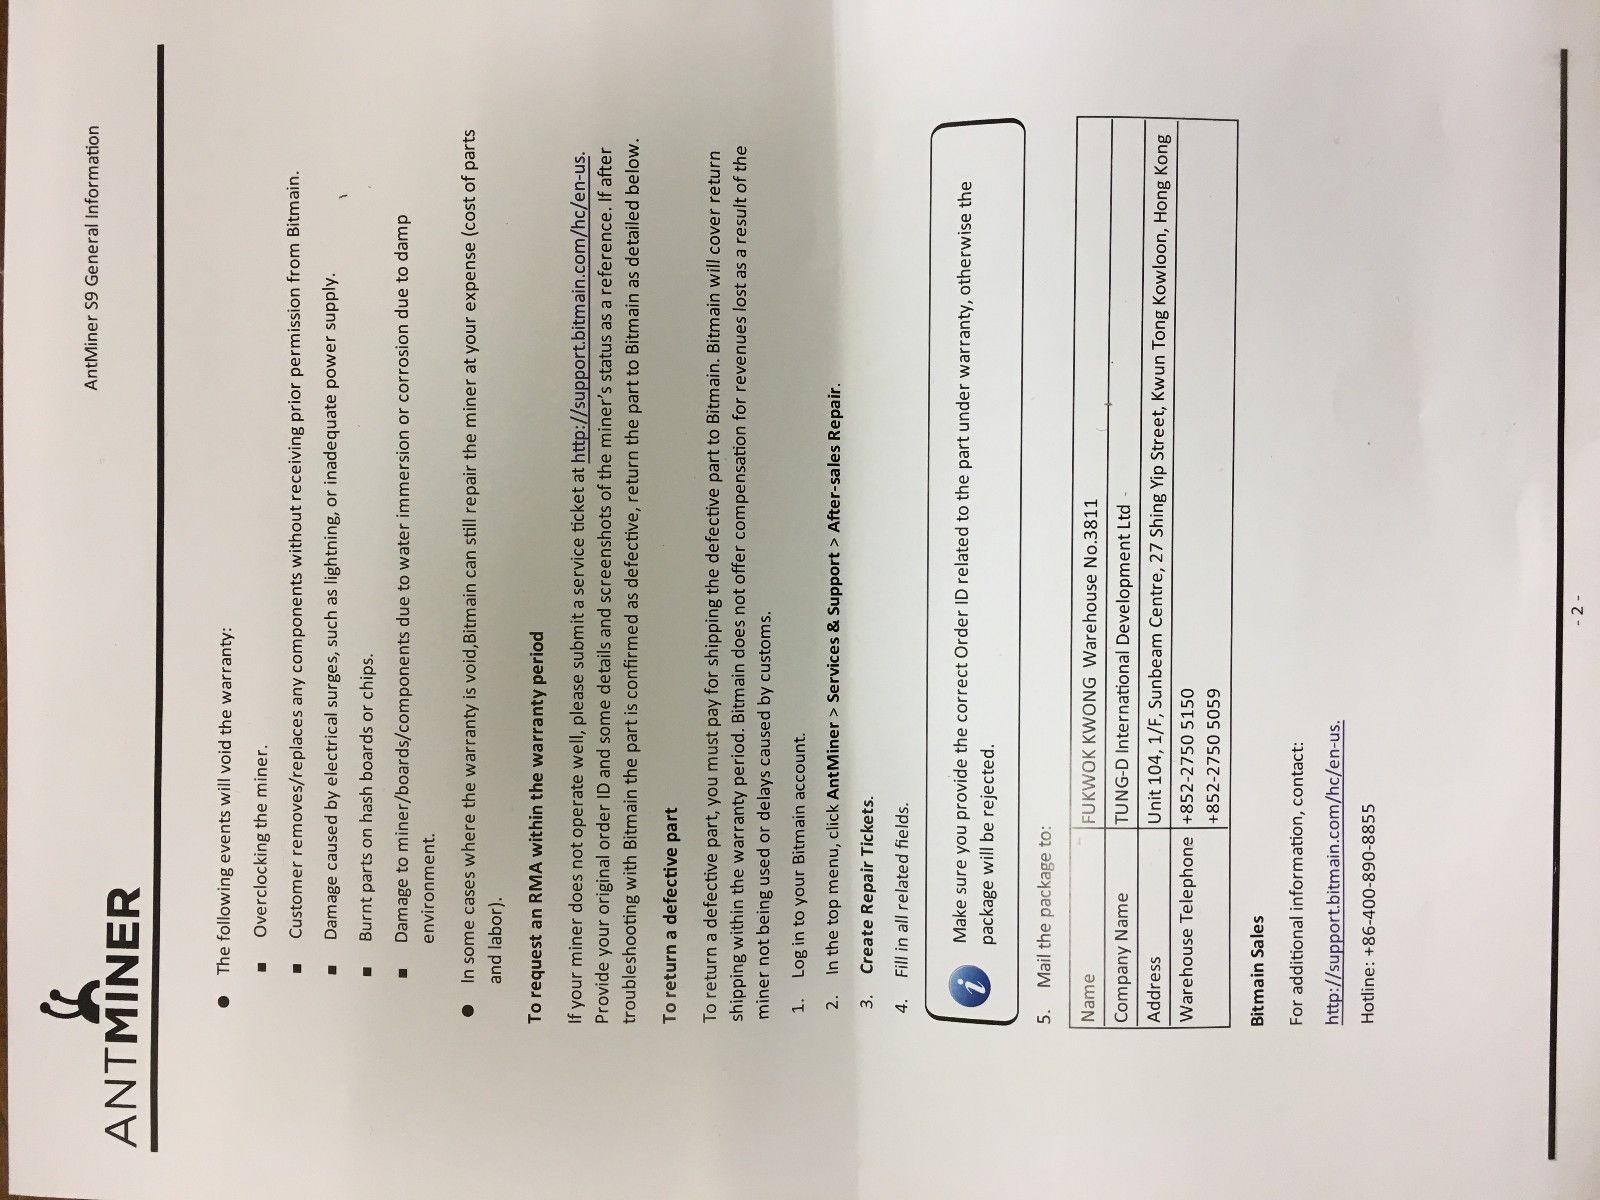 ANTMINER
AntMiner S9 General Information
● The following events will void the warranty:
■ Overclocking the miner.
■ Customer removes/replaces any components without receiving prior permission from Bitmain.
■ Damage caused by electrical surges, such as lightning, or inadequate power supply.
■ Burnt parts on hash boards or chips.
■ Damage to miner/boards/components due to water immersion or corrosion due to damp
environment.
● In some cases where the warranty is void,Bitmain can still repair the miner at your expense (cost of parts
and labor).
To request an RMA within the warranty period
If your miner does not operate well, please submit a service ticket at http://support.bitmain.com/hc/en-us.
Provide your original order ID and some details and screenshots of the miner's status as a reference. If after
troubleshooting with Bitmain the part is confirmed as defective, return the part to Bitmain as detailed below.
To return a defective part
To return a defective part, you must pay for shipping the defective part to Bitmain. Bitmain will cover return
shipping within the warranty period. Bitmain does not offer compensation for revenues lost as a result of the
miner not being used or delays caused by customs.
1. Log in to your Bitmain account.
2. In the top menu, click AntMiner > Services & Support > After-sales Repair.
3. Create Repair Tickets.
4. Fill in all related fields.
i Make sure you provide the correct Order ID related to the part under warranty, otherwise the
package will be rejected.
5. Mail the package to:
Name FUKWOK KWONG Warehouse No.3811
Company Name TUNG-D International Development Ltd
Address Unit 104, 1/F, Sunbeam Centre, 27 Shing Yip Street, Kwun Tong Kowloon, Hong Kong
Warehouse Telephone +852-2750 5150
+852-2750 5059
Bitmain Sales
For additional information, contact:
http://support.bitmain.com/hc/en-us.
Hotline: +86-400-890-8855
- 2 -